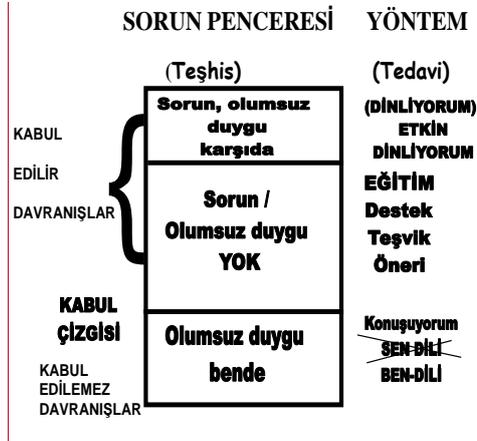 SORUN PENCERESİ YÖNTEM
(Teşhis) (Tedavi)
Sorun, olumsuz
duygu
karşıda
(DİNLİYORUM)
ETKİN
DİNLİYORUM
KABUL
EDİLİR
DAVRANIŞLAR
Sorun /
Olumsuz duygu
YOK
EĞİTİM
Destek
Teşvik
Öneri
KABUL
ÇİZGİSİ
Olumsuz duygu
bende
Konuşuyorum
SEN DİLİ
BEN-DİLİ
KABUL
EDİLEMEZ
DAVRANIŞLAR